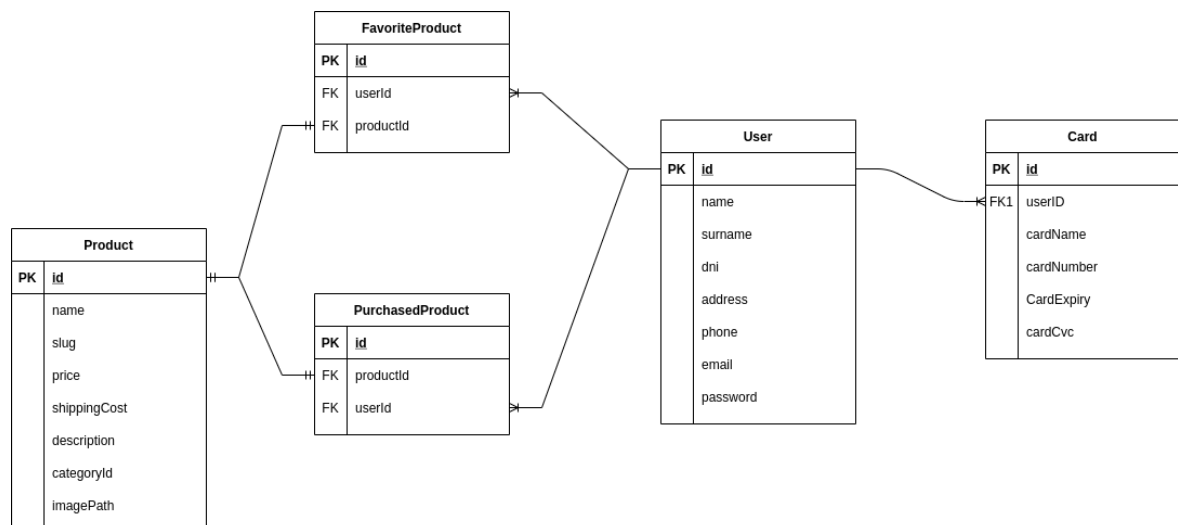 FavoriteProduct
PK id
FK userId
FK productId
User
PK id
name
surname
dni
address
phone
email
password
Card
PK id
FK1 userID
cardName
cardNumber
CardExpiry
cardCvc
Product
PK id
name
slug
price
shippingCost
description
categoryId
imagePath
PurchasedProduct
PK id
FK productId
FK userId